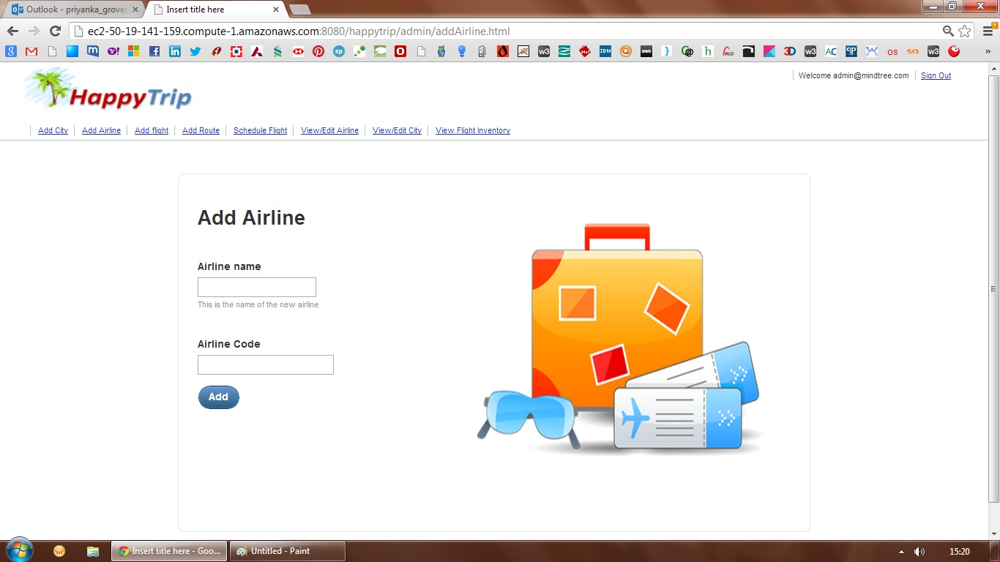 Outlook - priyanka_grover
Insert title here
ec2-50-19-141-159.compute-1.amazonaws.com:8080/happytrip/admin/addAirline.html
HappyTrip
Welcome admin@mindtree.com
Sign Out
Add City
Add Airline
Add flight
Add Route
Schedule Flight
View/Edit Airline
View/Edit City
View Flight Inventory
Add Airline
Airline name
This is the name of the new airline
Airline Code
Add
Insert title here - Goo...
Untitled - Paint
15:20